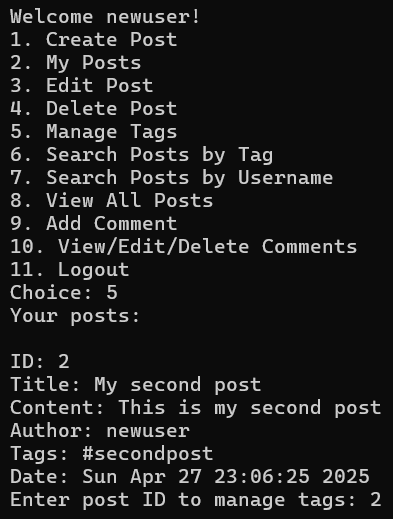 Welcome newuser!
1. Create Post
2. My Posts
3. Edit Post
4. Delete Post
5. Manage Tags
6. Search Posts by Tag
7. Search Posts by Username
8. View All Posts
9. Add Comment
10. View/Edit/Delete Comments
11. Logout
Choice: 5
Your posts:
ID: 2
Title: My second post
Content: This is my second post
Author: newuser
Tags: #secondpost
Date: Sun Apr 27 23:06:25 2025
Enter post ID to manage tags: 2